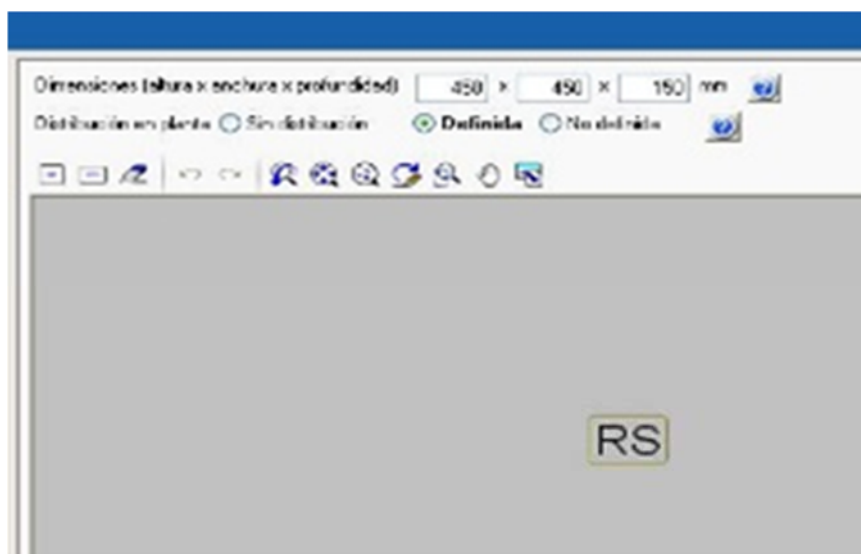 Dimensiones (altura x anchura x profundidad) 450 x 450 x 150 mm
Distribución en planta Sin distribución Definida No definida
RS